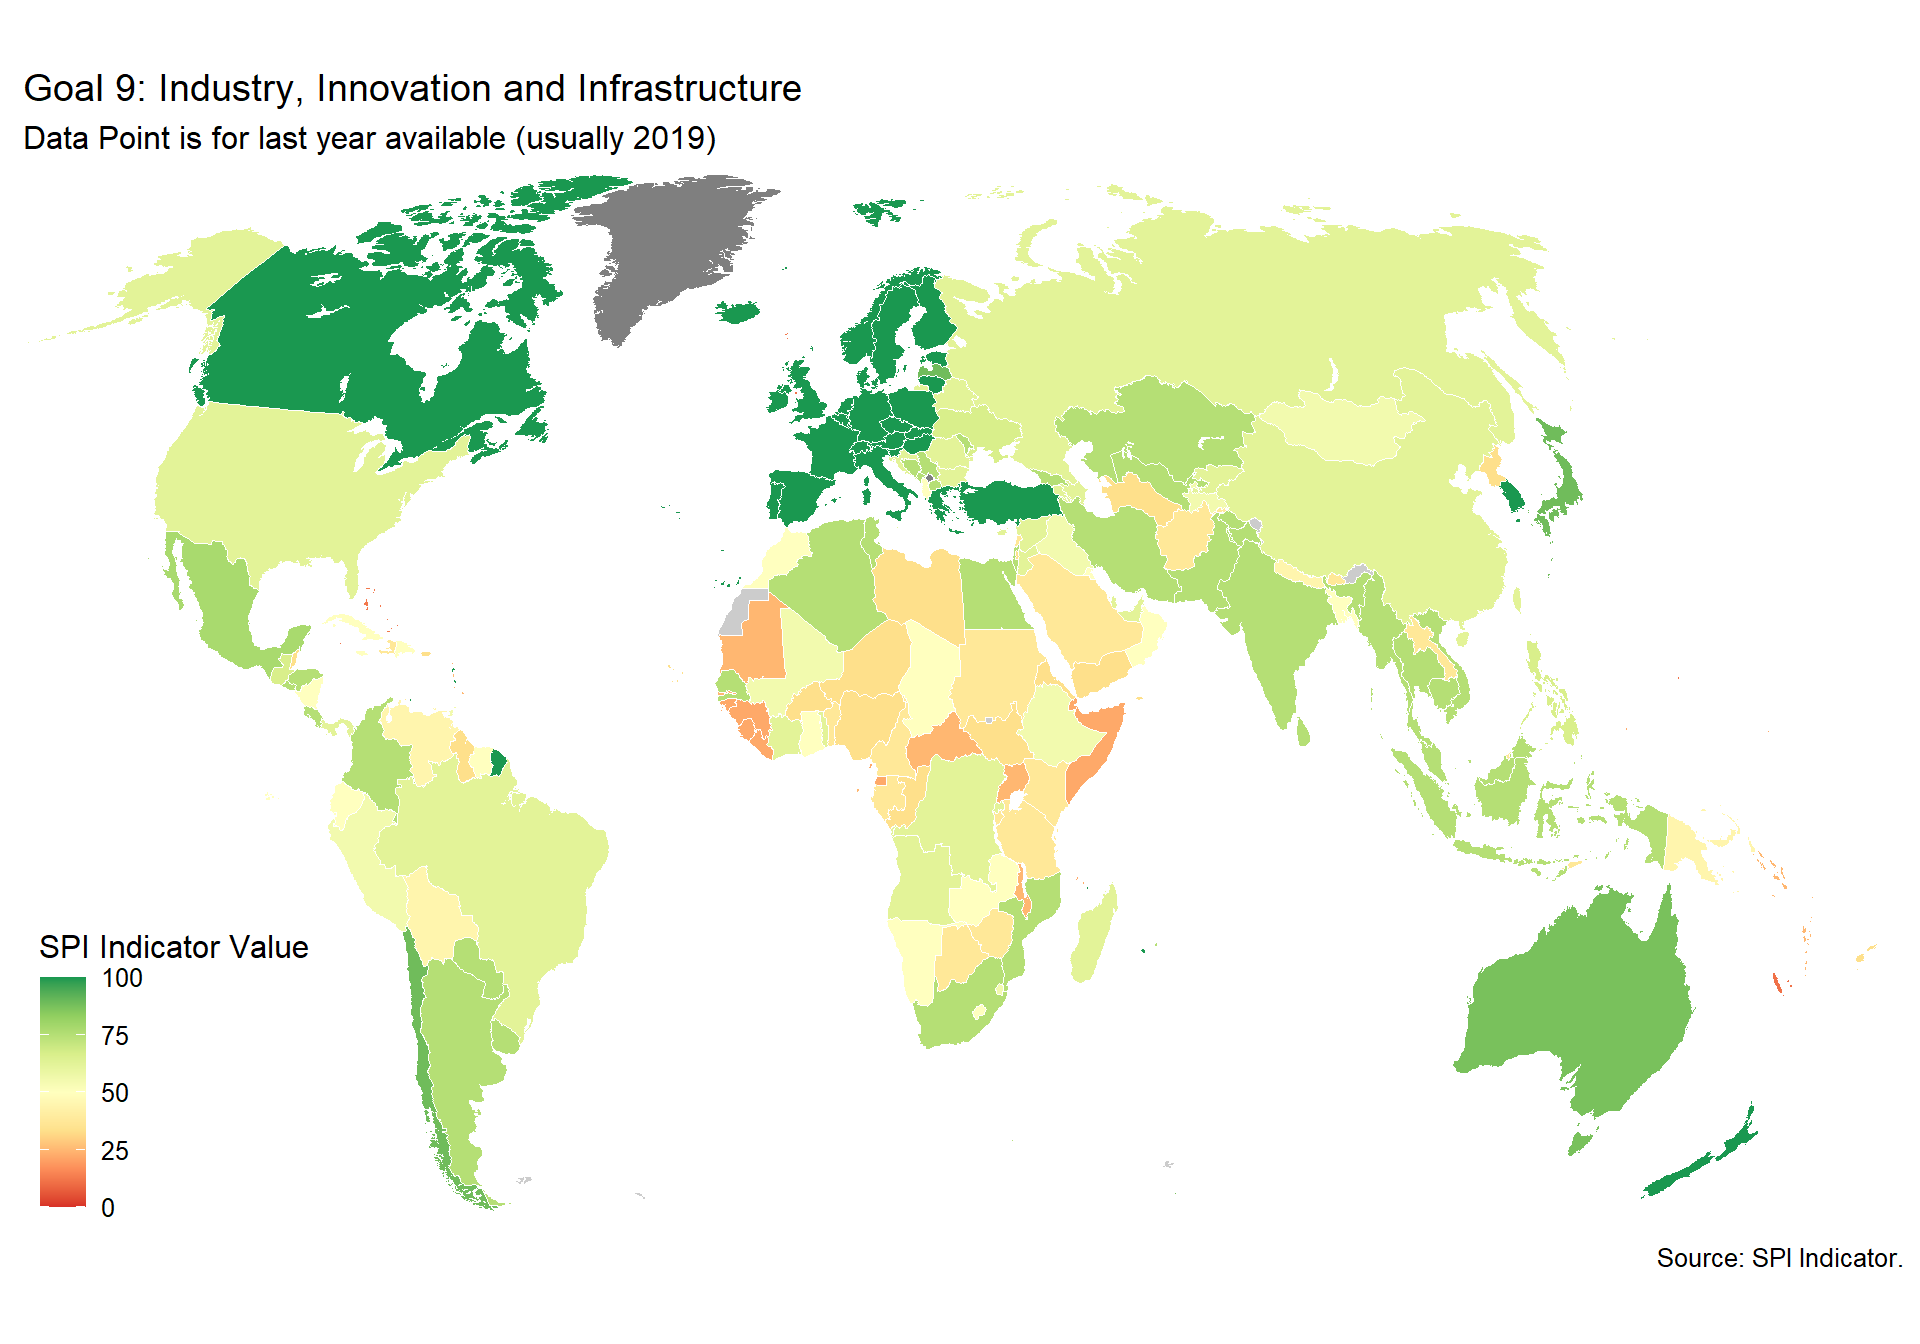 Goal 9: Industry, Innovation and Infrastructure
Data Point is for last year available (usually 2019)
SPI Indicator Value
100
75
50
25
0
Source: SPI Indicator.